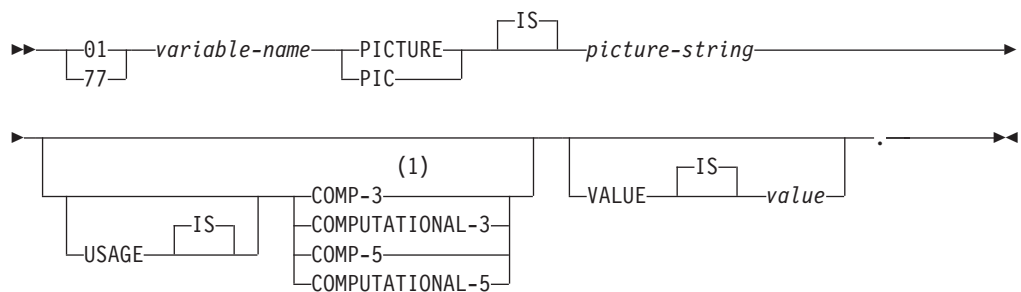 IS
01 variable-name PICTURE picture-string
77 PIC
(1)
COMP-3 IS
IS COMPUTATIONAL-3 VALUE value .
USAGE COMP-5
COMPUTATIONAL-5